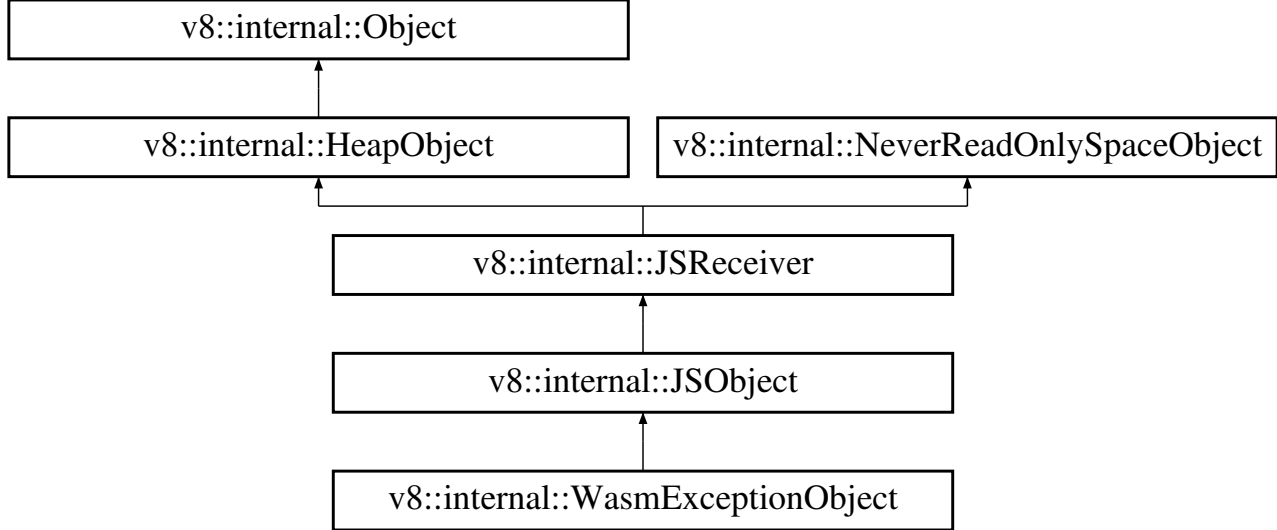 v8::internal::Object
v8::internal::HeapObject
v8::internal::NeverReadOnlySpaceObject
v8::internal::JSReceiver
v8::internal::JSObject
v8::internal::WasmExceptionObject